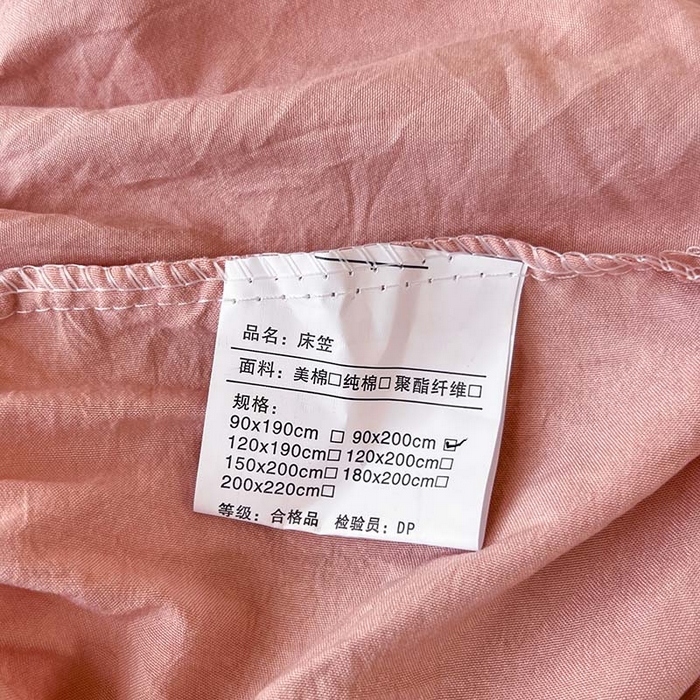 品名：床笠
面料：美棉□纯棉□聚酯纤维□
规格：
90x190cm □ 90x200cm ☑
120x190cm□ 120x200cm□
150x200cm□ 180x200cm□
200x220cm□
等级：合格品 检验员：DP